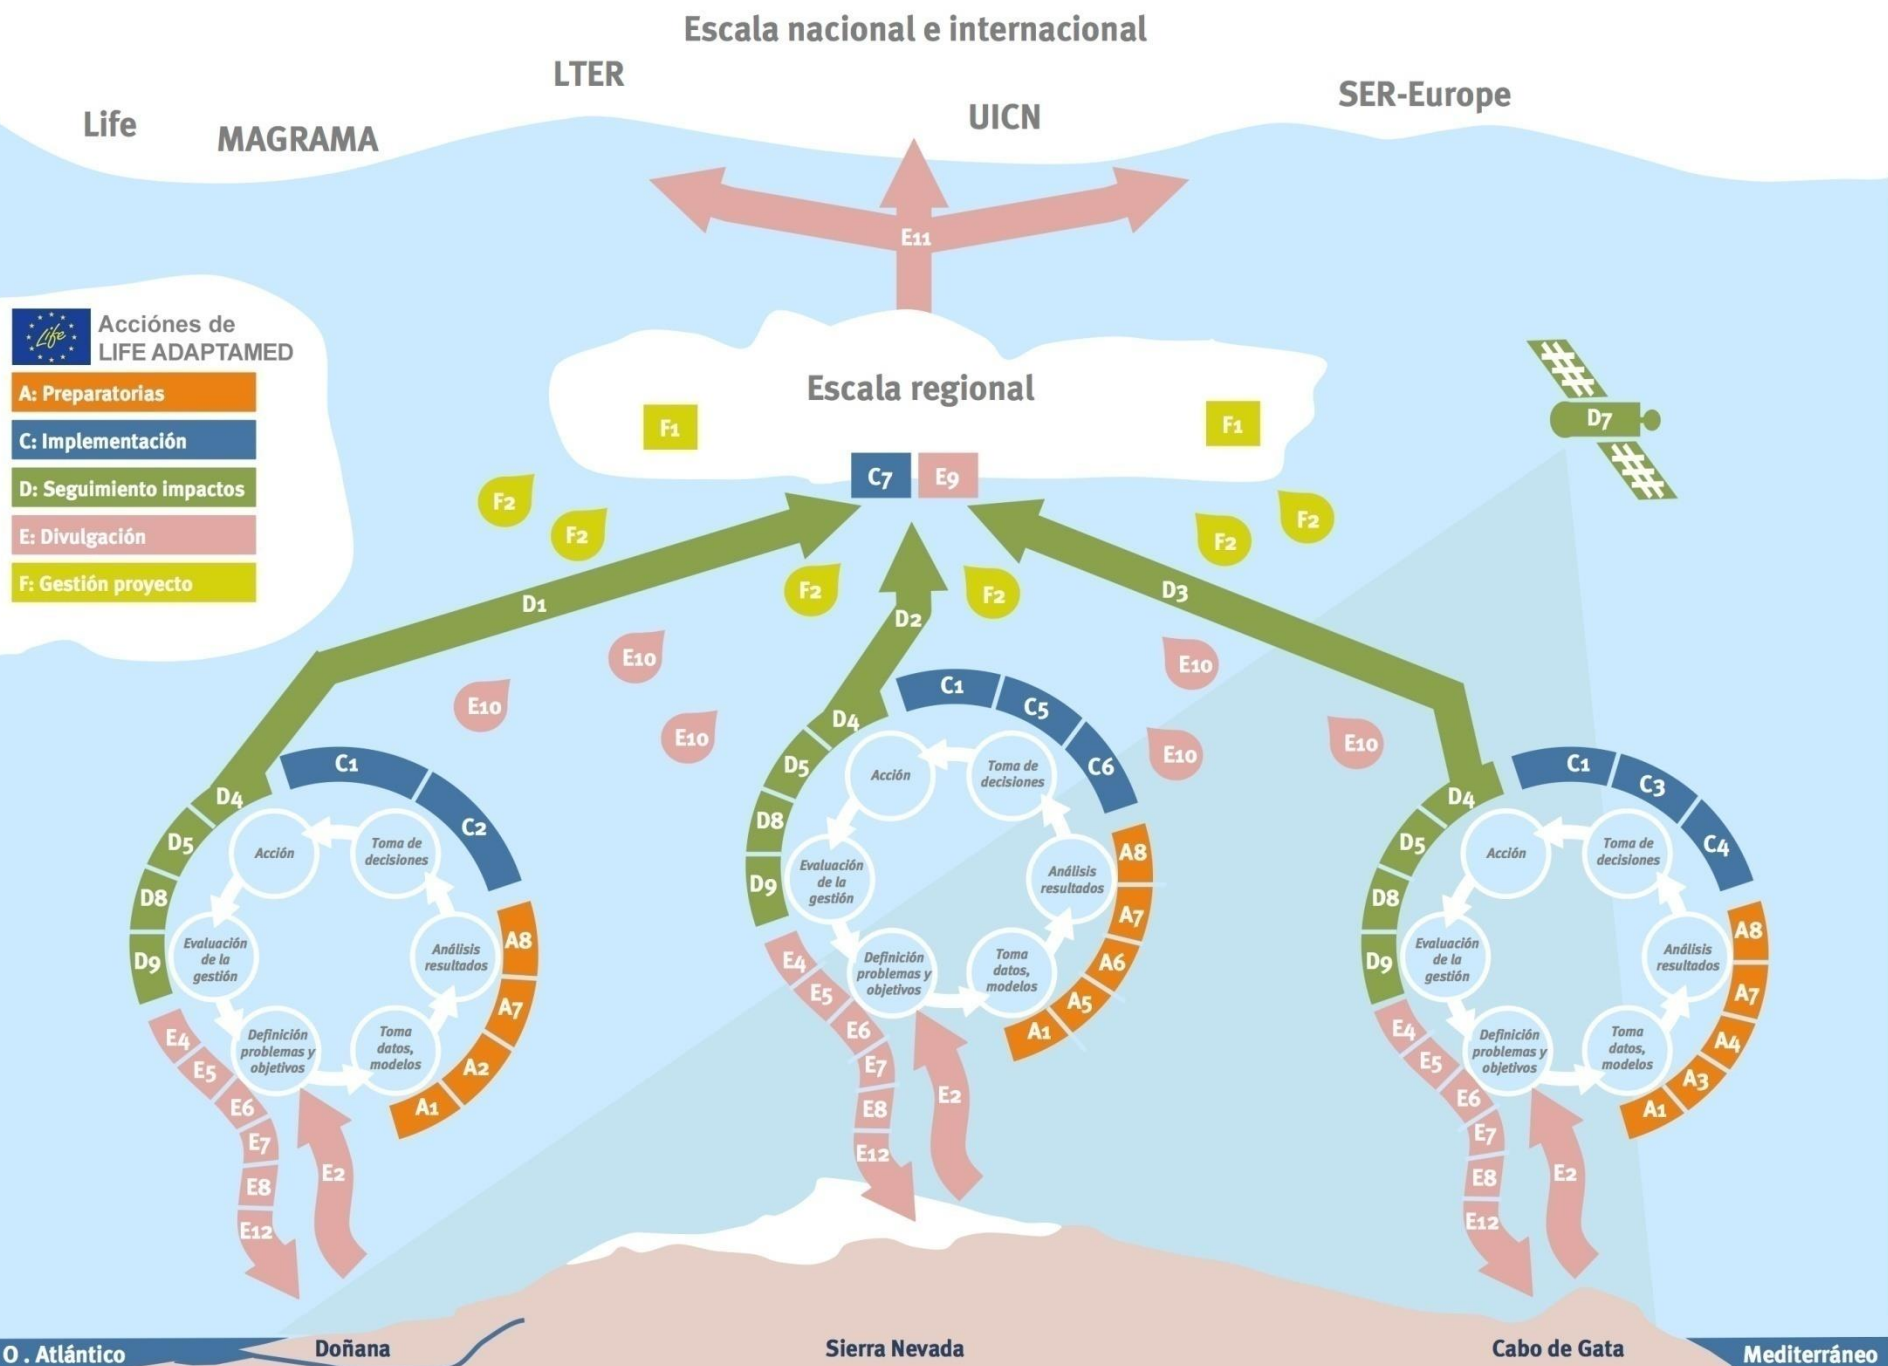 Escala nacional e internacional
LTER
SER-Europe
Life
UICN
MAGRAMA
E11
Life
Acciónes de
LIFE ADAPTAMED
A: Preparatorias
C: Implementación
D: Seguimiento impactos
E: Divulgación
F: Gestión proyecto
Escala regional
F1
F1
C7
E9
D7
F2
F2
F2
F2
F2
F2
D1
D2
D3
E10
E10
E10
E10
E10
E10
C1
C2
D4
D5
D8
D9
Acción
Toma de
decisiones
Evaluación
de la
gestión
Análisis
resultados
Definición
problemas y
objetivos
Toma
datos,
modelos
A8
A7
A2
A1
E4
E5
E6
E7
E8
E12
E2
C1
C5
C6
D4
D5
D8
D9
Acción
Toma de
decisiones
Evaluación
de la
gestión
Análisis
resultados
Definición
problemas y
objetivos
Toma
datos,
modelos
A8
A7
A6
A5
A1
E4
E5
E6
E7
E8
E12
E2
C1
C3
C4
D4
D5
D8
D9
Acción
Toma de
decisiones
Evaluación
de la
gestión
Análisis
resultados
Definición
problemas y
objetivos
Toma
datos,
modelos
A8
A7
A4
A3
A1
E4
E5
E6
E7
E8
E12
E2
O . Atlántico
Doñana
Sierra Nevada
Cabo de Gata
Mediterráneo